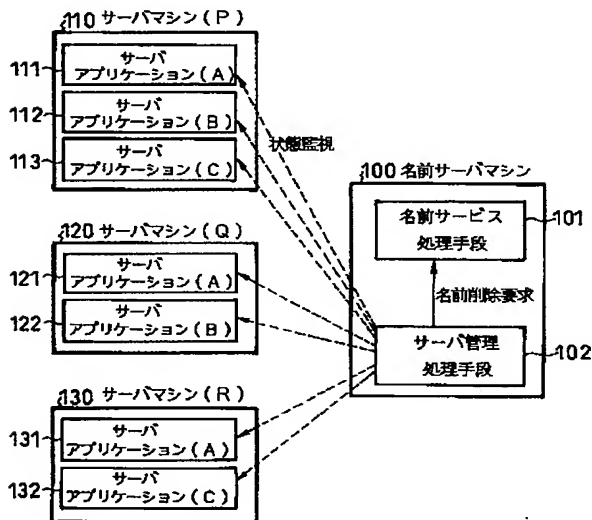 110 サーバマシン(P)
111
サーバ
アプリケーション(A)
112
サーバ
アプリケーション(B)
113
サーバ
アプリケーション(C)
状態監視
100 名前サーバマシン
名前サービス
処理手段
101
名前削除要求
サーバ管理
処理手段
102
120 サーバマシン(Q)
121
サーバ
アプリケーション(A)
122
サーバ
アプリケーション(B)
130 サーバマシン(R)
131
サーバ
アプリケーション(A)
132
サーバ
アプリケーション(C)